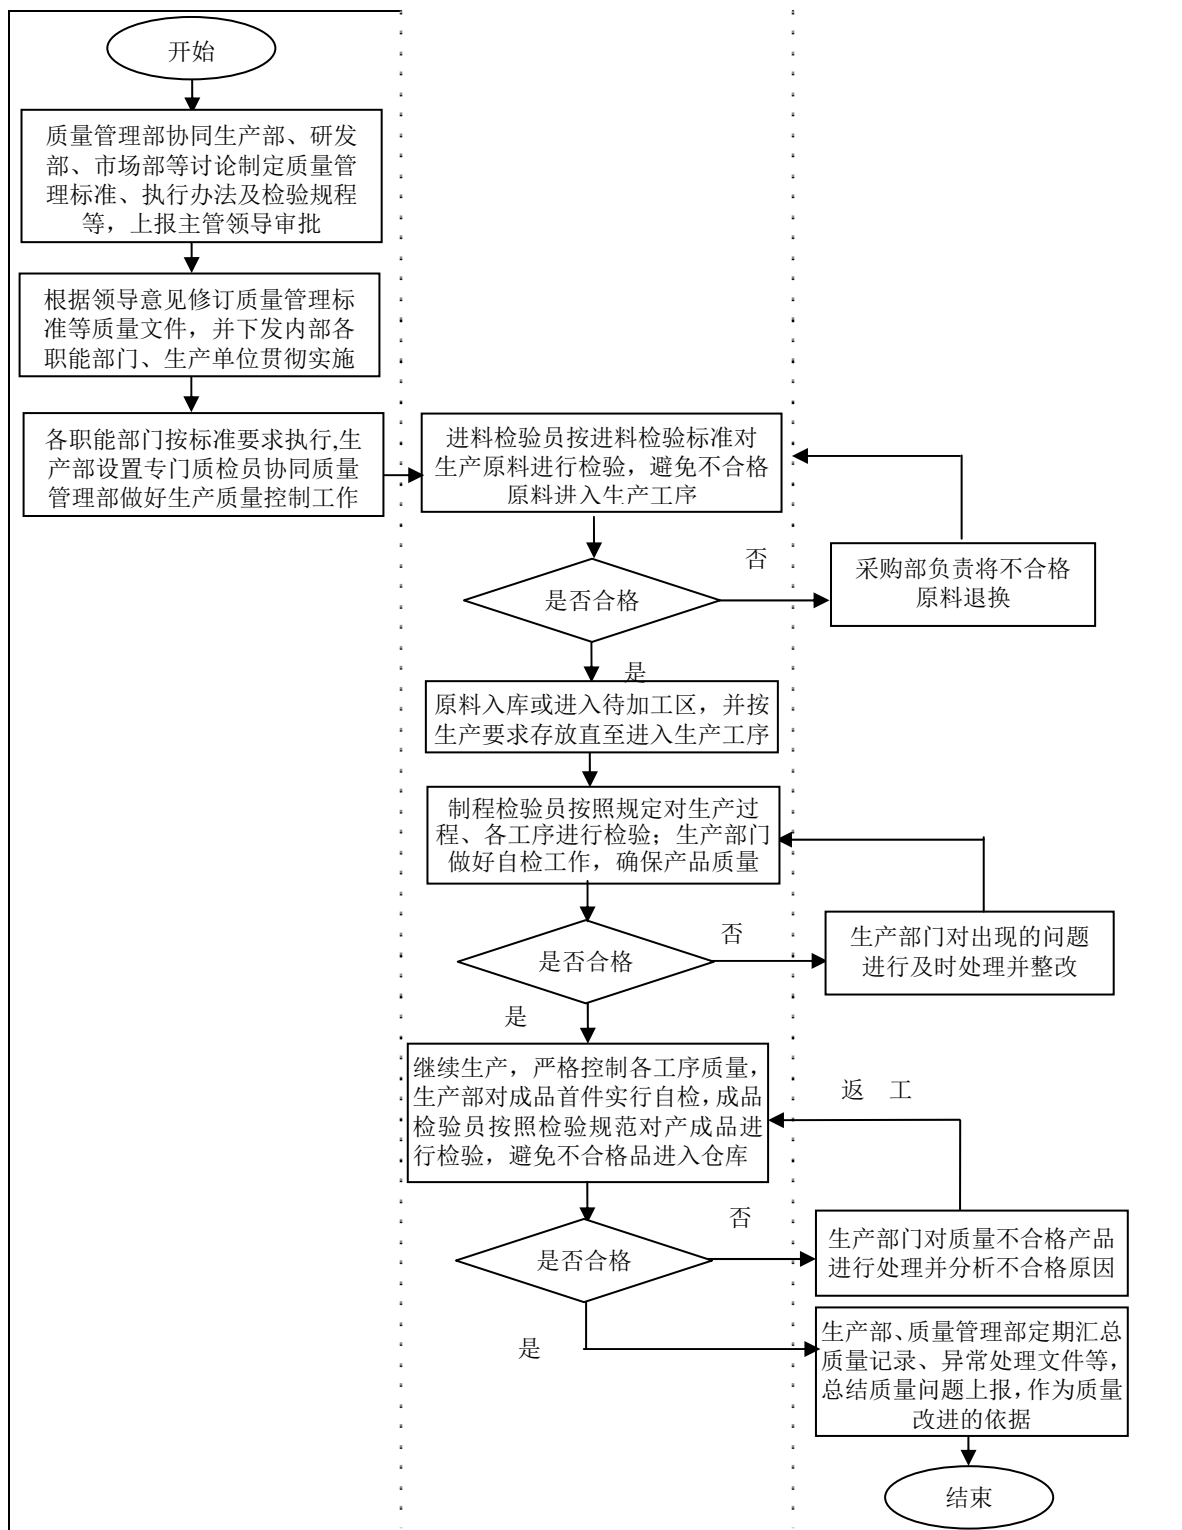 开始
质量管理部协同生产部、研发
部、市场部等讨论制定质量管
理标准、执行办法及检验规程
等，上报主管领导审批
根据领导意见修订质量管理标
准等质量文件，并下发内部各
职能部门、生产单位贯彻实施
各职能部门按标准要求执行,生
产部设置专门质检员协同质量
管理部做好生产质量控制工作
进料检验员按进料检验标准对
生产原料进行检验，避免不合格
原料进入生产工序
是否合格
否
采购部负责将不合格
原料退换
是
原料入库或进入待加工区，并按
生产要求存放直至进入生产工序
制程检验员按照规定对生产过
程、各工序进行检验；生产部门
做好自检工作，确保产品质量
是否合格
否
生产部门对出现的问题
进行及时处理并整改
是
继续生产，严格控制各工序质量，
生产部对成品首件实行自检，成品
检验员按照检验规范对产成品进
行检验，避免不合格品进入仓库
返 工
是否合格
否
生产部门对质量不合格产品
进行处理并分析不合格原因
是
生产部、质量管理部定期汇总
质量记录、异常处理文件等，
总结质量问题上报，作为质量
改进的依据
结束